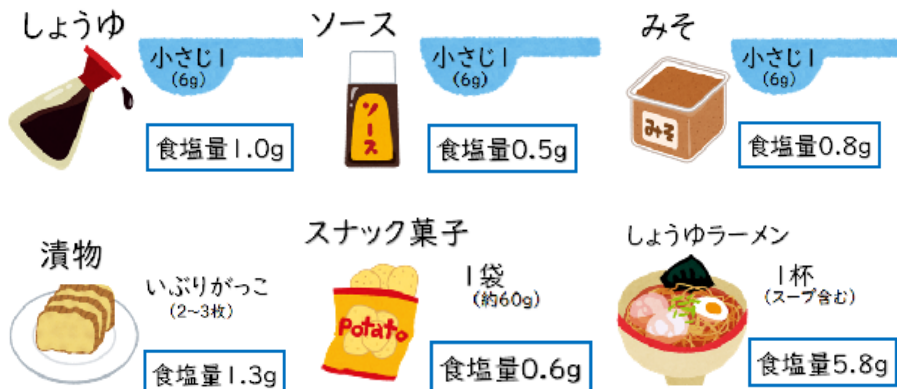 しょうゆ
小さじ1
(6g)
食塩量1.0g
ソース
ソース
小さじ1
(6g)
食塩量0.5g
みそ
みそ
小さじ1
(6g)
食塩量0.8g
漬物
いぶりがっこ
(2~3枚)
食塩量1.3g
スナック菓子
Potato
1袋
(約60g)
食塩量0.6g
しょうゆラーメン
1杯
(スープ含む)
食塩量5.8g